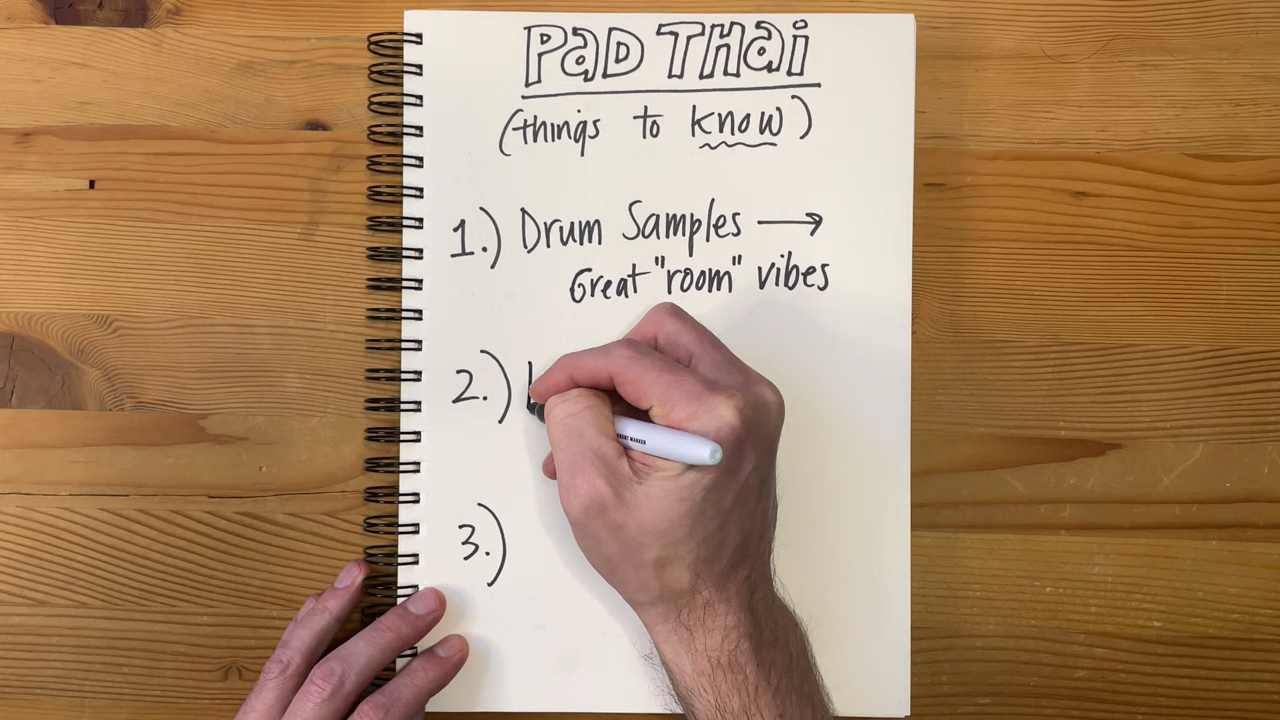 PAD THAi
(things to know)
1.) Drum Samples →
Great "room" vibes
2.)
3.)